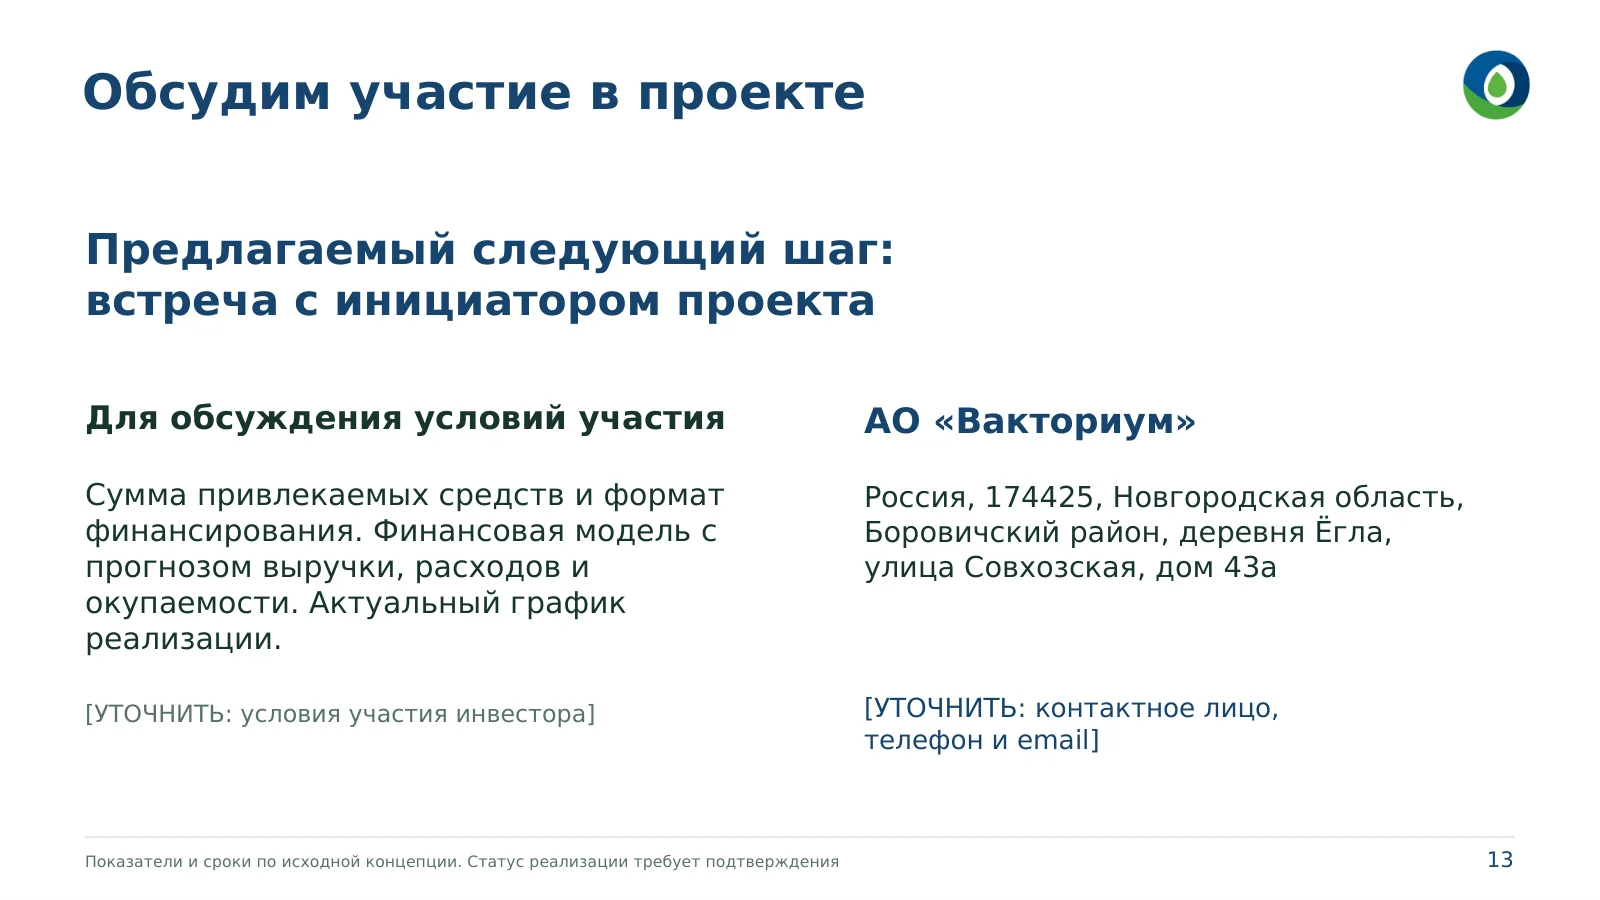 Обсудим участие в проекте
Предлагаемый следующий шаг:
встреча с инициатором проекта
Для обсуждения условий участия
Сумма привлекаемых средств и формат
финансирования. Финансовая модель с
прогнозом выручки, расходов и
окупаемости. Актуальный график
реализации.
[УТОЧНИТЬ: условия участия инвестора]
АО «Вакториум»
Россия, 174425, Новгородская область,
Боровичский район, деревня Ёгла,
улица Совхозская, дом 43а
[УТОЧНИТЬ: контактное лицо,
телефон и email]
Показатели и сроки по исходной концепции. Статус реализации требует подтверждения
13